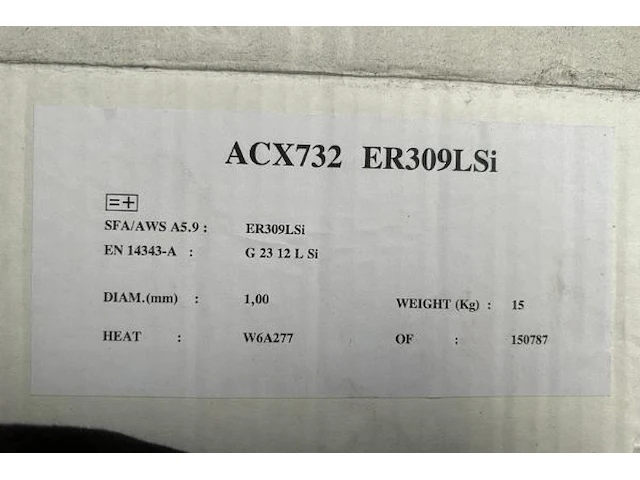 ACX732 ER309LSi
=+
SFA/AWS A5.9 : ER309LSi
EN 14343-A : G 23 12 L Si
DIAM.(mm) : 1,00 WEIGHT (Kg) : 15
HEAT : W6A277 OF : 150787